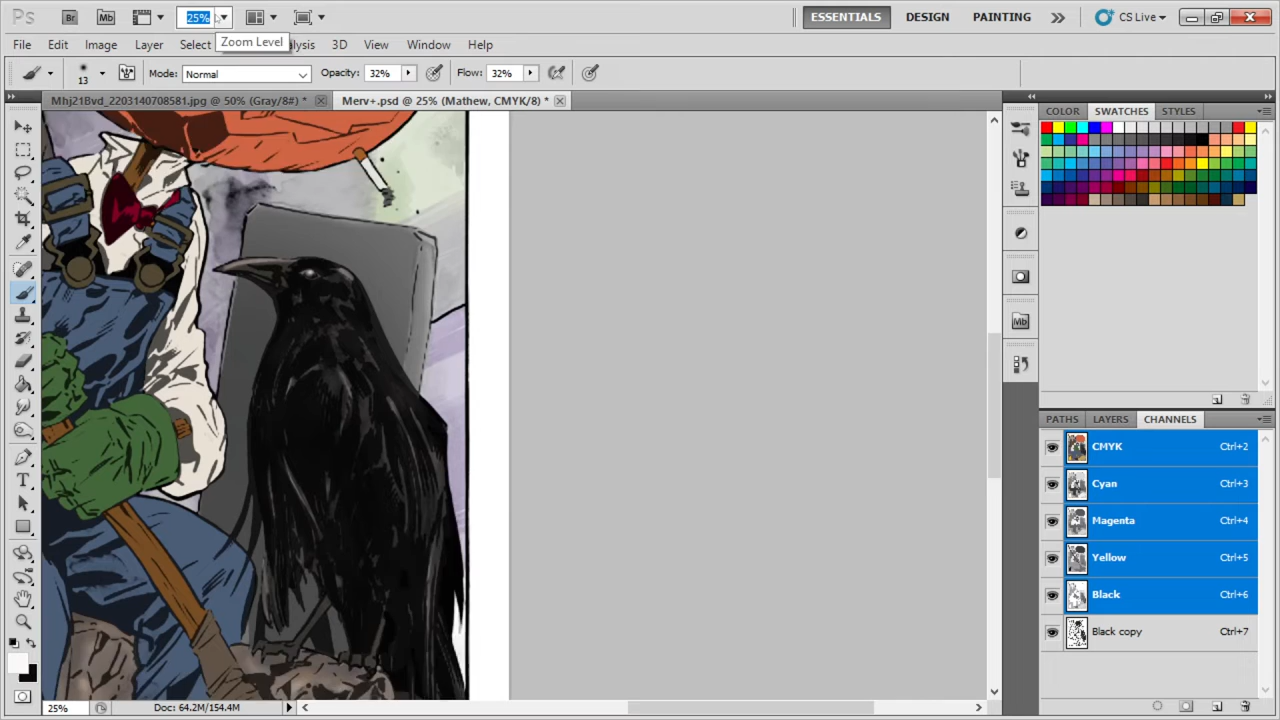 Ps Br Mb 25% ESSENTIALS DESIGN PAINTING CS Live
Zoom Level
File Edit Image Layer Select alysis 3D View Window Help
13 Mode: Normal Opacity: 32% Flow: 32%
Mhj21Bvd_2203140708581.jpg @ 50% (Gray/8#) * Merv+.psd @ 25% (Mathew, CMYK/8) *
COLOR SWATCHES STYLES
Mb
PATHS LAYERS CHANNELS
CMYK Ctrl+2
Cyan Ctrl+3
Magenta Ctrl+4
Yellow Ctrl+5
Black Ctrl+6
Black copy Ctrl+7
25% Doc: 64.2M/154.4M